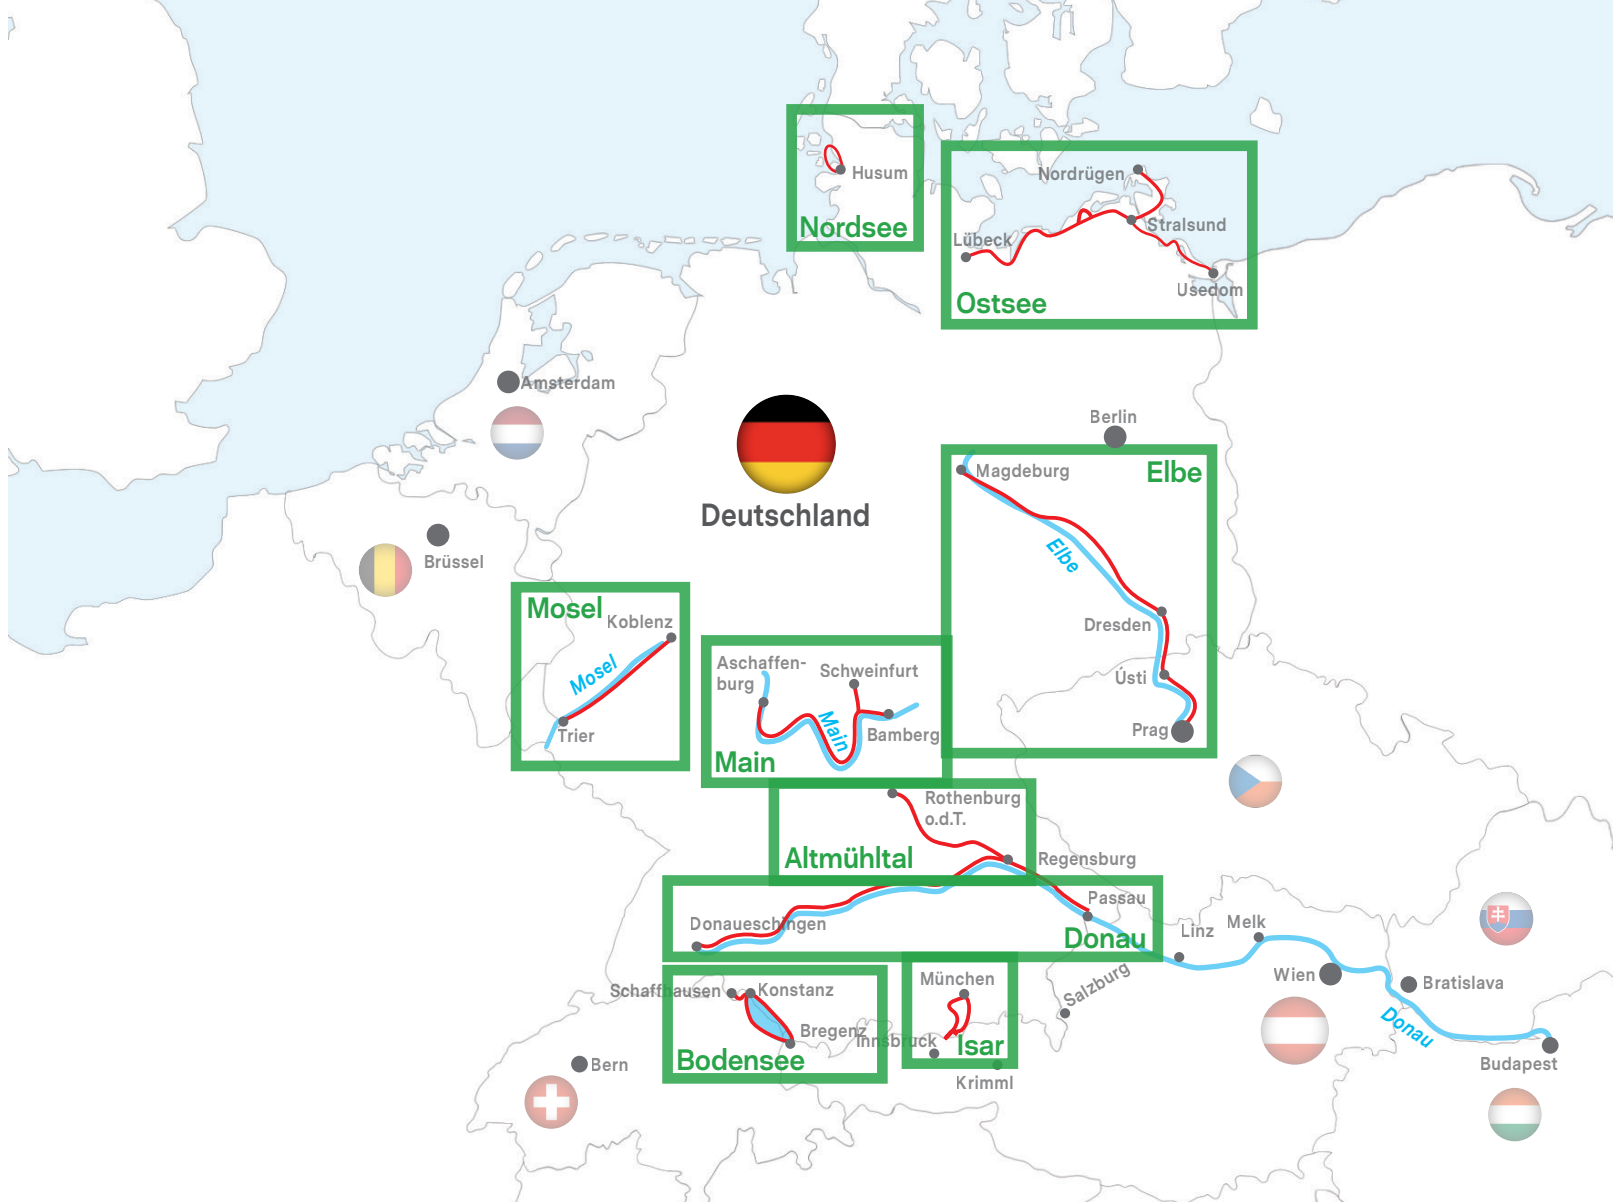 Husum
Nordsee
Nordrügen
Stralsund
Lübeck
Usedom
Ostsee
Amsterdam
Berlin
Deutschland
Magdeburg
Elbe
Elbe
Brüssel
Dresden
Ústi
Prag
Mosel
Koblenz
Mosel
Trier
Aschaffen-
burg
Schweinfurt
Main
Bamberg
Main
Rothenburg
o.d.T.
Altmühltal
Regensburg
Passau
Donaueschingen
Donau
Linz
Melk
Wien
Bratislava
Donau
Budapest
Salzburg
Schaffhausen
Konstanz
Bregenz
Bodensee
München
Innsbruck
Isar
Krimml
Bern